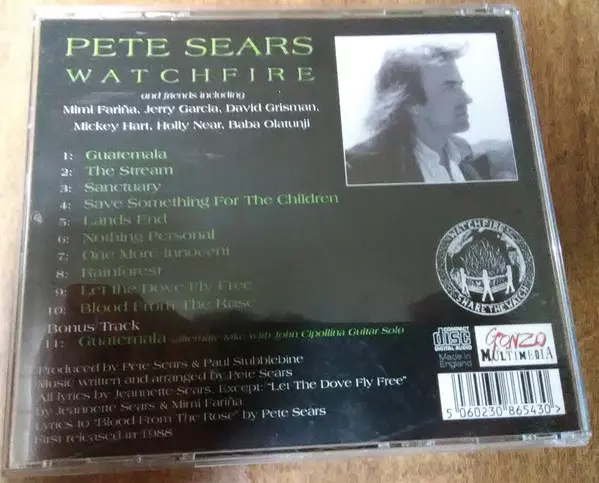 PETE SEARS
WATCHFIRE
and friends including
Mimi Fariña, Jerry Garcia, David Grisman,
Mickey Hart, Holly Near, Baba Olatunji
1: Guatemala
2: The Stream
3: Sanctuary
4: Save Something For The Children
5: Lands End
6: Nothing Personal
7: One More Innocent
8: Rainforest
9: Let the Dove Fly Free
10: Blood From The Rose
Bonus Track
11: Guatemala alternate take with John Cipollina Guitar Solo
Produced by Pete Sears & Paul Stubblebine
Music written and arranged by Pete Sears
All lyrics by Jeannette Sears, Except: "Let The Dove Fly Free"
by Jeannette Sears & Mimi Fariña
Lyrics to "Blood From The Rose" by Pete Sears
First released in 1988
WATCHFIRE
SHARE THE WATCH
COMPACT
disc
DIGITAL AUDIO
Made in
England
GONZO
MULTIMEDIA
5 060230 865430 >